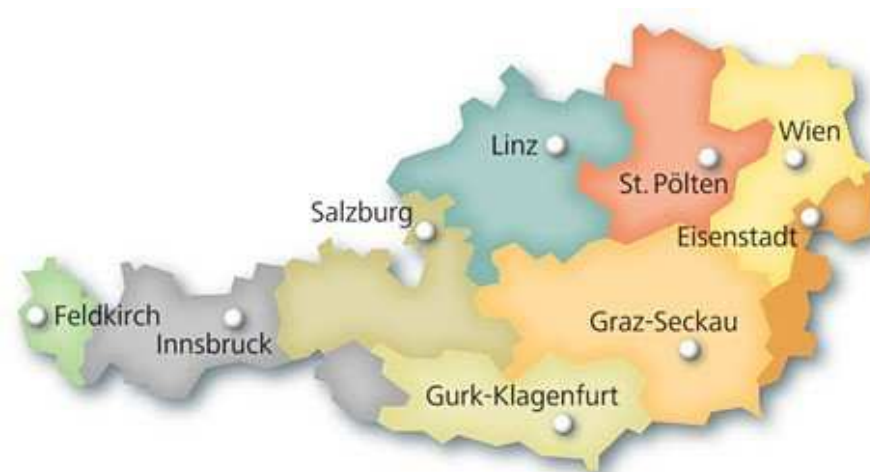 Linz
Wien
St. Pölten
Salzburg
Eisenstadt
Feldkirch
Innsbruck
Graz-Seckau
Gurk-Klagenfurt